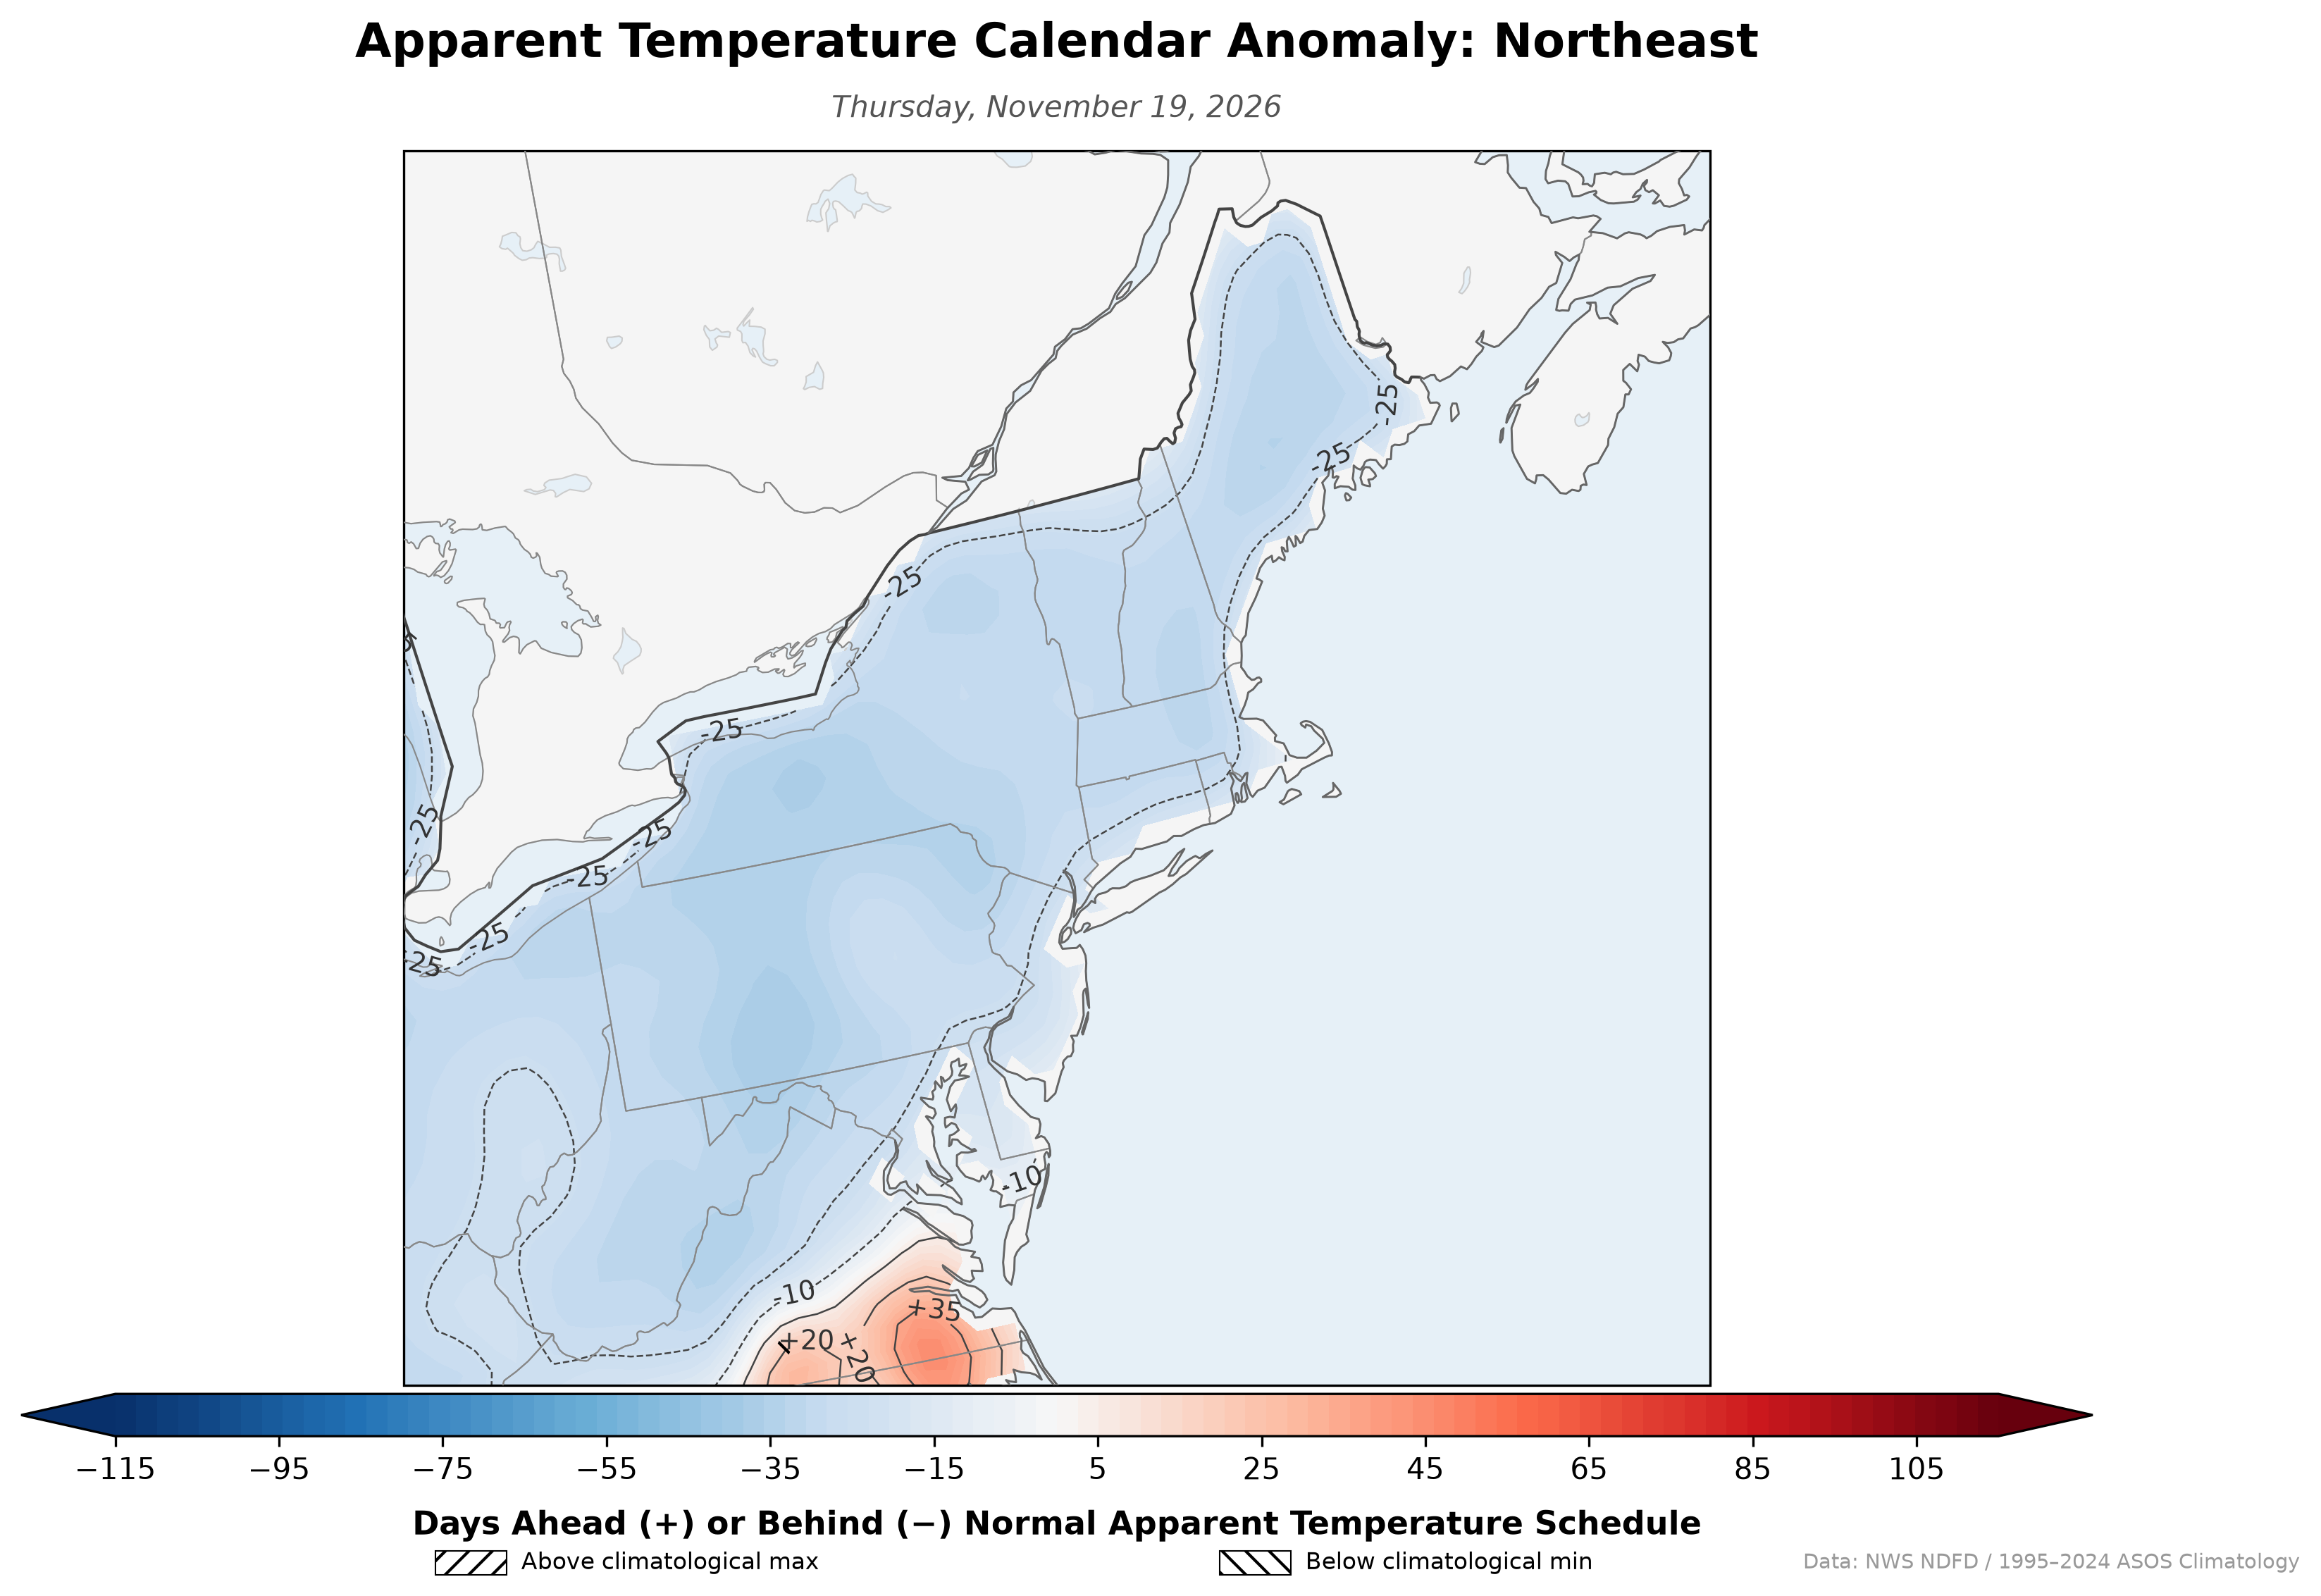 Apparent Temperature Calendar Anomaly: Northeast
Thursday, November 19, 2026
-25
-25
-25
-25
-25
-25
-25
-25
-25
-10
-10
+35
+20
+20
−115 −95 −75 −55 −35 −15 5 25 45 65 85 105
Days Ahead (+) or Behind (−) Normal Apparent Temperature Schedule
Above climatological max
Below climatological min
Data: NWS NDFD / 1995–2024 ASOS Climatology